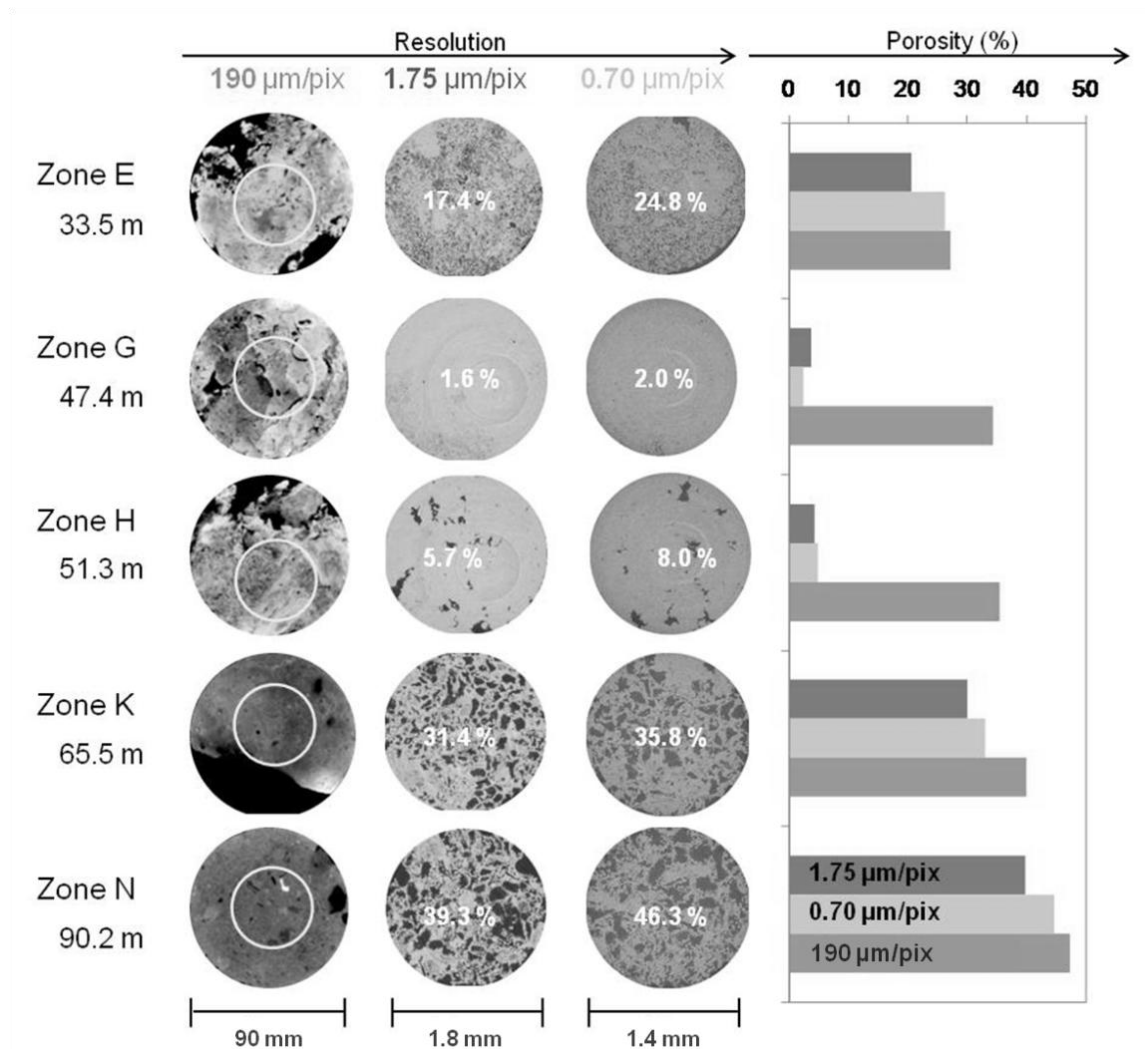 Resolution
Porosity (%)
190 µm/pix
1.75 µm/pix
0.70 µm/pix
0 10 20 30 40 50
Zone E
33.5 m
17.4 %
24.8 %
Zone G
47.4 m
1.6 %
2.0 %
Zone H
51.3 m
5.7 %
8.0 %
Zone K
65.5 m
31.4 %
35.8 %
Zone N
90.2 m
39.3 %
46.3 %
1.75 µm/pix
0.70 µm/pix
190 µm/pix
90 mm
1.8 mm
1.4 mm